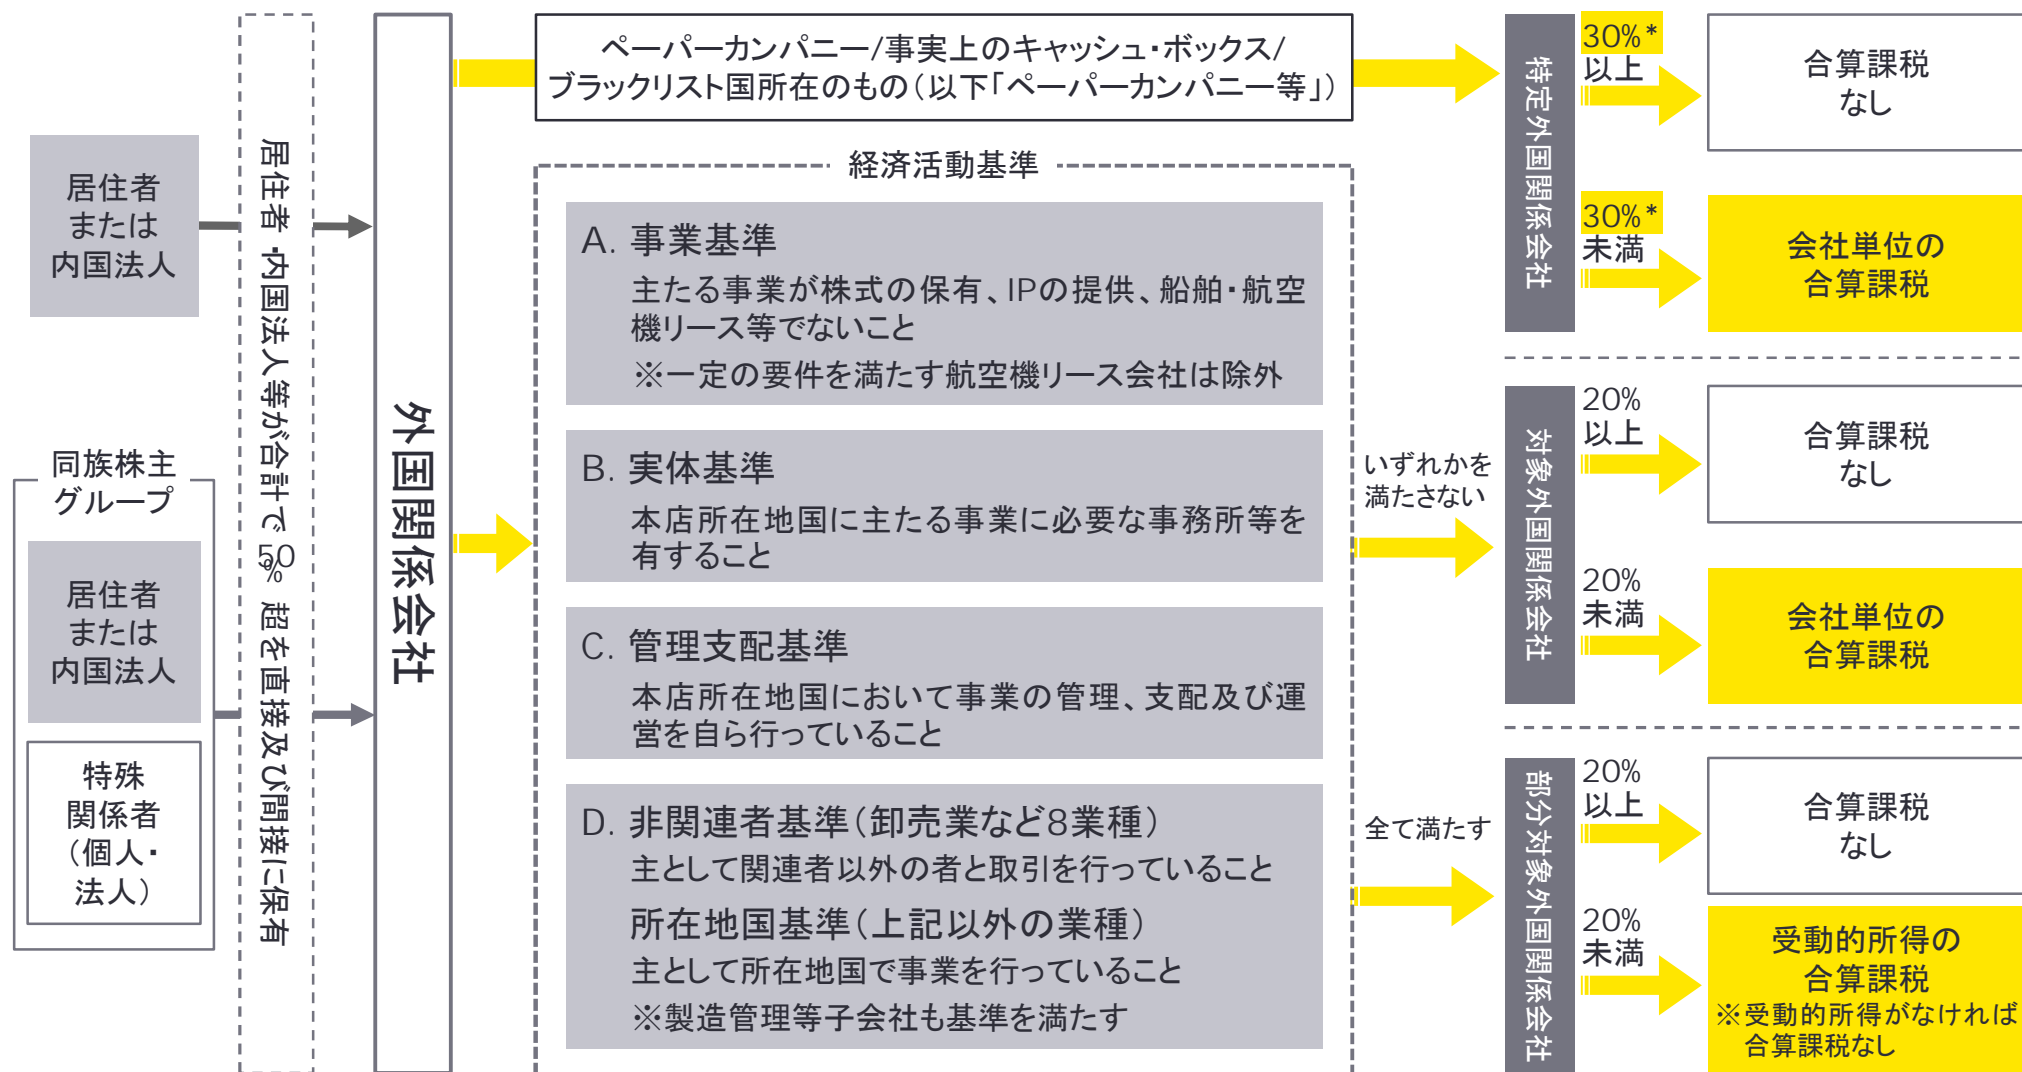 居住者
または
内国法人
同族株主
グループ
居住者
または
内国法人
特殊
関係者
（個人・
法人）
居住者・内国法人等が合計で50%超を直接及び間接に保有
外国関係会社
ペーパーカンパニー/事実上のキャッシュ・ボックス/
ブラックリスト国所在のもの（以下「ペーパーカンパニー等」）
経済活動基準
A. 事業基準
主たる事業が株式の保有、IPの提供、船舶・航空
機リース等でないこと
※一定の要件を満たす航空機リース会社は除外
B. 実体基準
本店所在地国に主たる事業に必要な事務所等を
有すること
C. 管理支配基準
本店所在地国において事業の管理、支配及び運
営を自ら行っていること
D. 非関連者基準（卸売業など8業種）
主として関連者以外の者と取引を行っていること
所在地国基準（上記以外の業種）
主として所在地国で事業を行っていること
※製造管理等子会社も基準を満たす
いずれかを
満たさない
全て満たす
特定外国関係会社
30%*
以上
合算課税
なし
30%*
未満
会社単位の
合算課税
対象外国関係会社
20%
以上
合算課税
なし
20%
未満
会社単位の
合算課税
部分対象外国関係会社
20%
以上
合算課税
なし
20%
未満
受動的所得の
合算課税
※受動的所得がなければ
合算課税なし